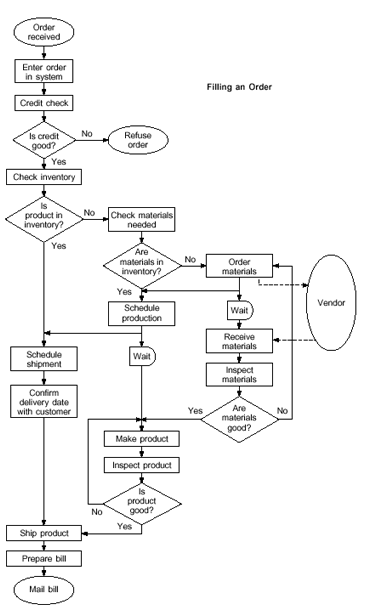 Order
received
Enter order
in system
Filling an Order
Credit check
Is credit
good?
No
Refuse
order
Yes
Check inventory
Is
product in
inventory?
No
Check materials
needed
Yes
Are
materials in
inventory?
No
Order
materials
Vendor
Yes
Schedule
production
Wait
Receive
materials
Schedule
shipment
Wait
Inspect
materials
Confirm
delivery date
with customer
Yes
Are
materials
good?
No
Make product
Inspect product
Is
product
good?
No
Yes
Ship product
Prepare bill
Mail bill